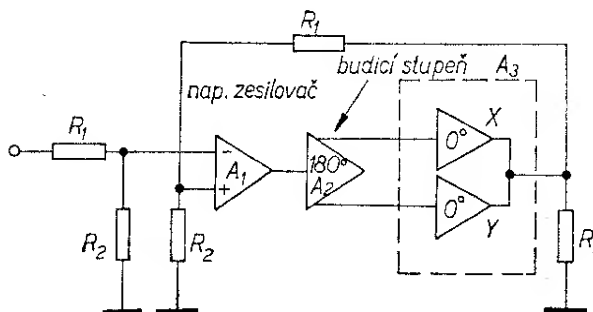 R₁
budicí stupeň A₃
nap. zesilovač
X
R₁
0°
-
180°
A₁
A₂
+
0°
R₂
R₂
Y
R